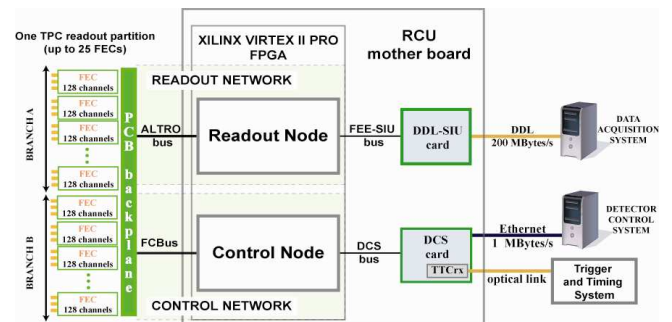 One TPC readout partition
(up to 25 FECs)
XILINX VIRTEX II PRO
FPGA
RCU
mother board
BRANCH A
FEC
128 channels
FEC
128 channels
FEC
128 channels
FEC
128 channels
BRANCH B
FEC
128 channels
FEC
128 channels
FEC
128 channels
FEC
128 channels
PCB backplane
READOUT NETWORK
ALTRO
bus
Readout Node
FEE-SIU
bus
DDL-SIU
card
DDL
200 MBytes/s
DATA
ACQUISITION
SYSTEM
FCBus
Control Node
DCS
bus
DCS
card
TTCrx
Ethernet
1 MBytes/s
DETECTOR
CONTROL
SYSTEM
optical link
Trigger
and Timing
System
CONTROL NETWORK